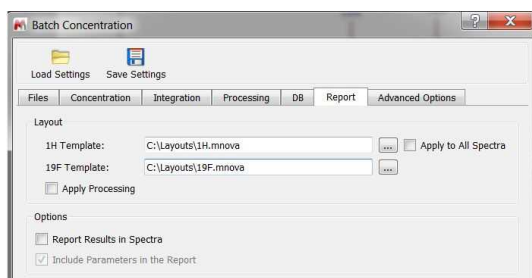 Batch Concentration
Load Settings Save Settings
Files Concentration Integration Processing DB Report Advanced Options
Layout
1H Template: C:\Layouts\1H.mnova ... Apply to All Spectra
19F Template: C:\Layouts\19F.mnova ...
Apply Processing
Options
Report Results in Spectra
Include Parameters in the Report